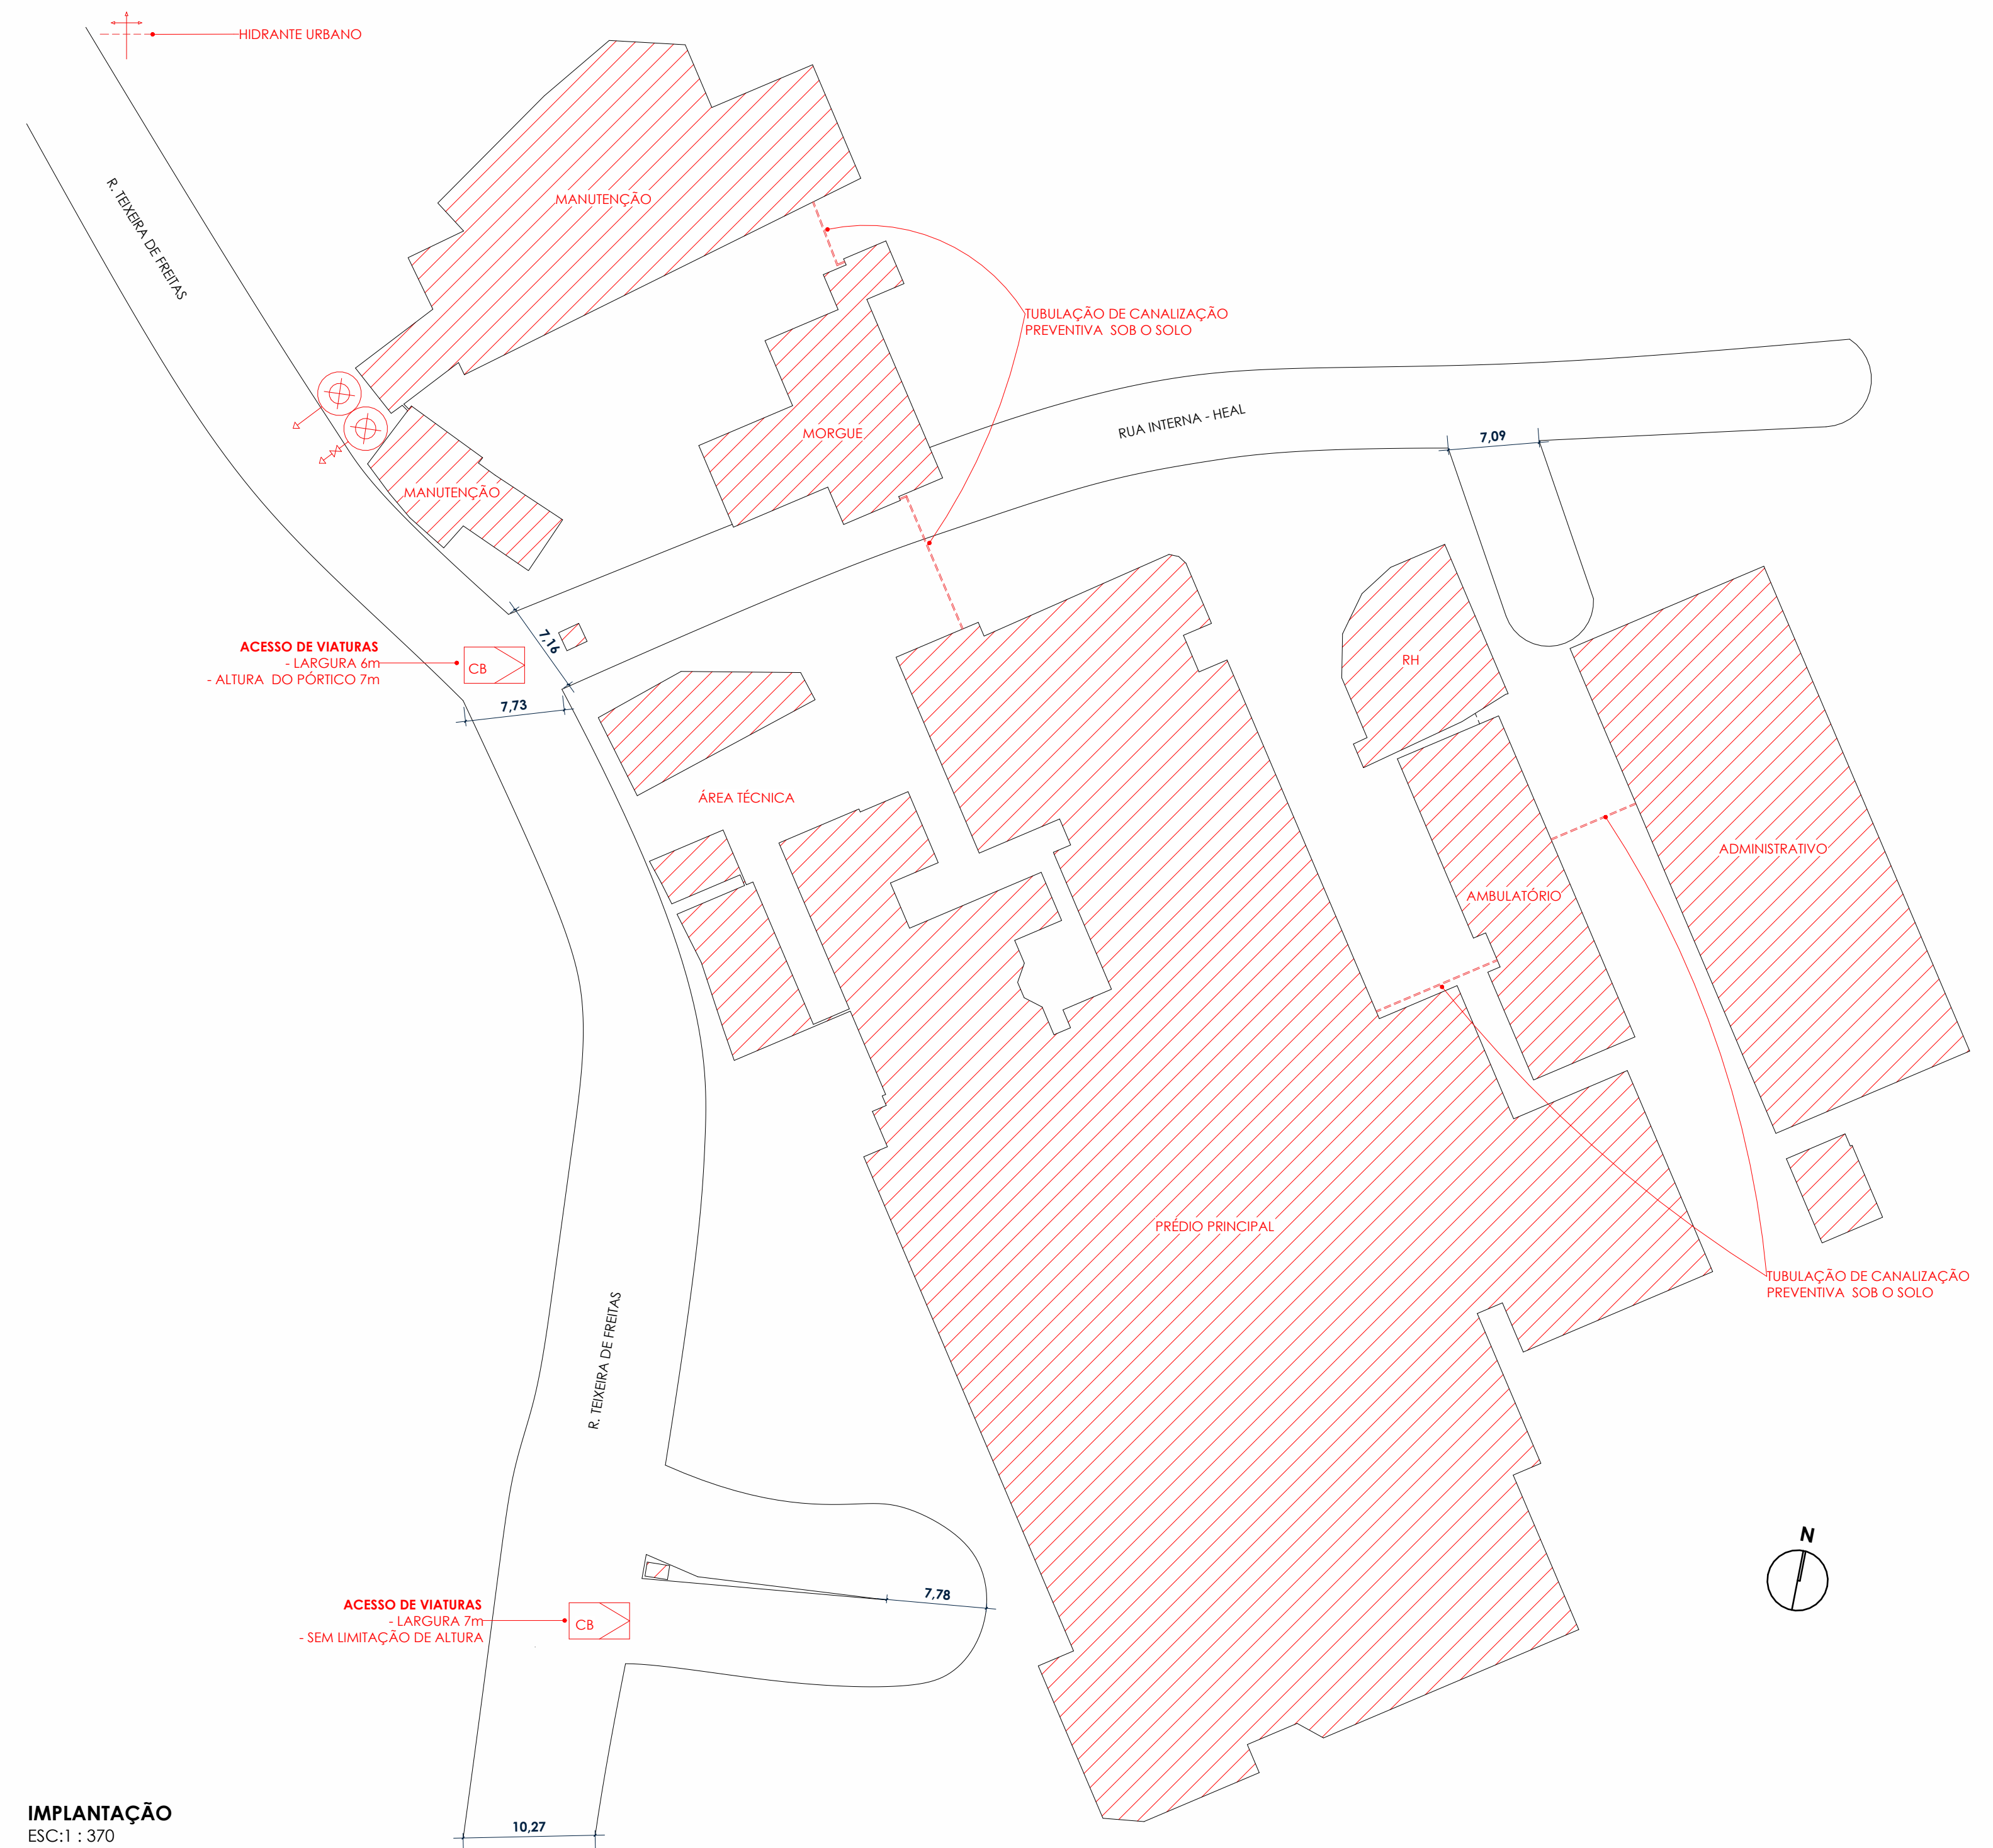 HIDRANTE URBANO
R. TEIXEIRA DE FREITAS
MANUTENÇÃO
TUBULAÇÃO DE CANALIZAÇÃO
PREVENTIVA SOB O SOLO
RUA INTERNA - HEAL
MORGUE
7,09
MANUTENÇÃO
ACESSO DE VIATURAS
- LARGURA 6m
- ALTURA DO PÓRTICO 7m
CB
7,16
7,73
RH
ÁREA TÉCNICA
ADMINISTRATIVO
AMBULATÓRIO
PRÉDIO PRINCIPAL
TUBULAÇÃO DE CANALIZAÇÃO
PREVENTIVA SOB O SOLO
R. TEIXEIRA DE FREITAS
N
7,78
ACESSO DE VIATURAS
- LARGURA 7m
- SEM LIMITAÇÃO DE ALTURA
CB
10,27
IMPLANTAÇÃO
ESC:1 : 370